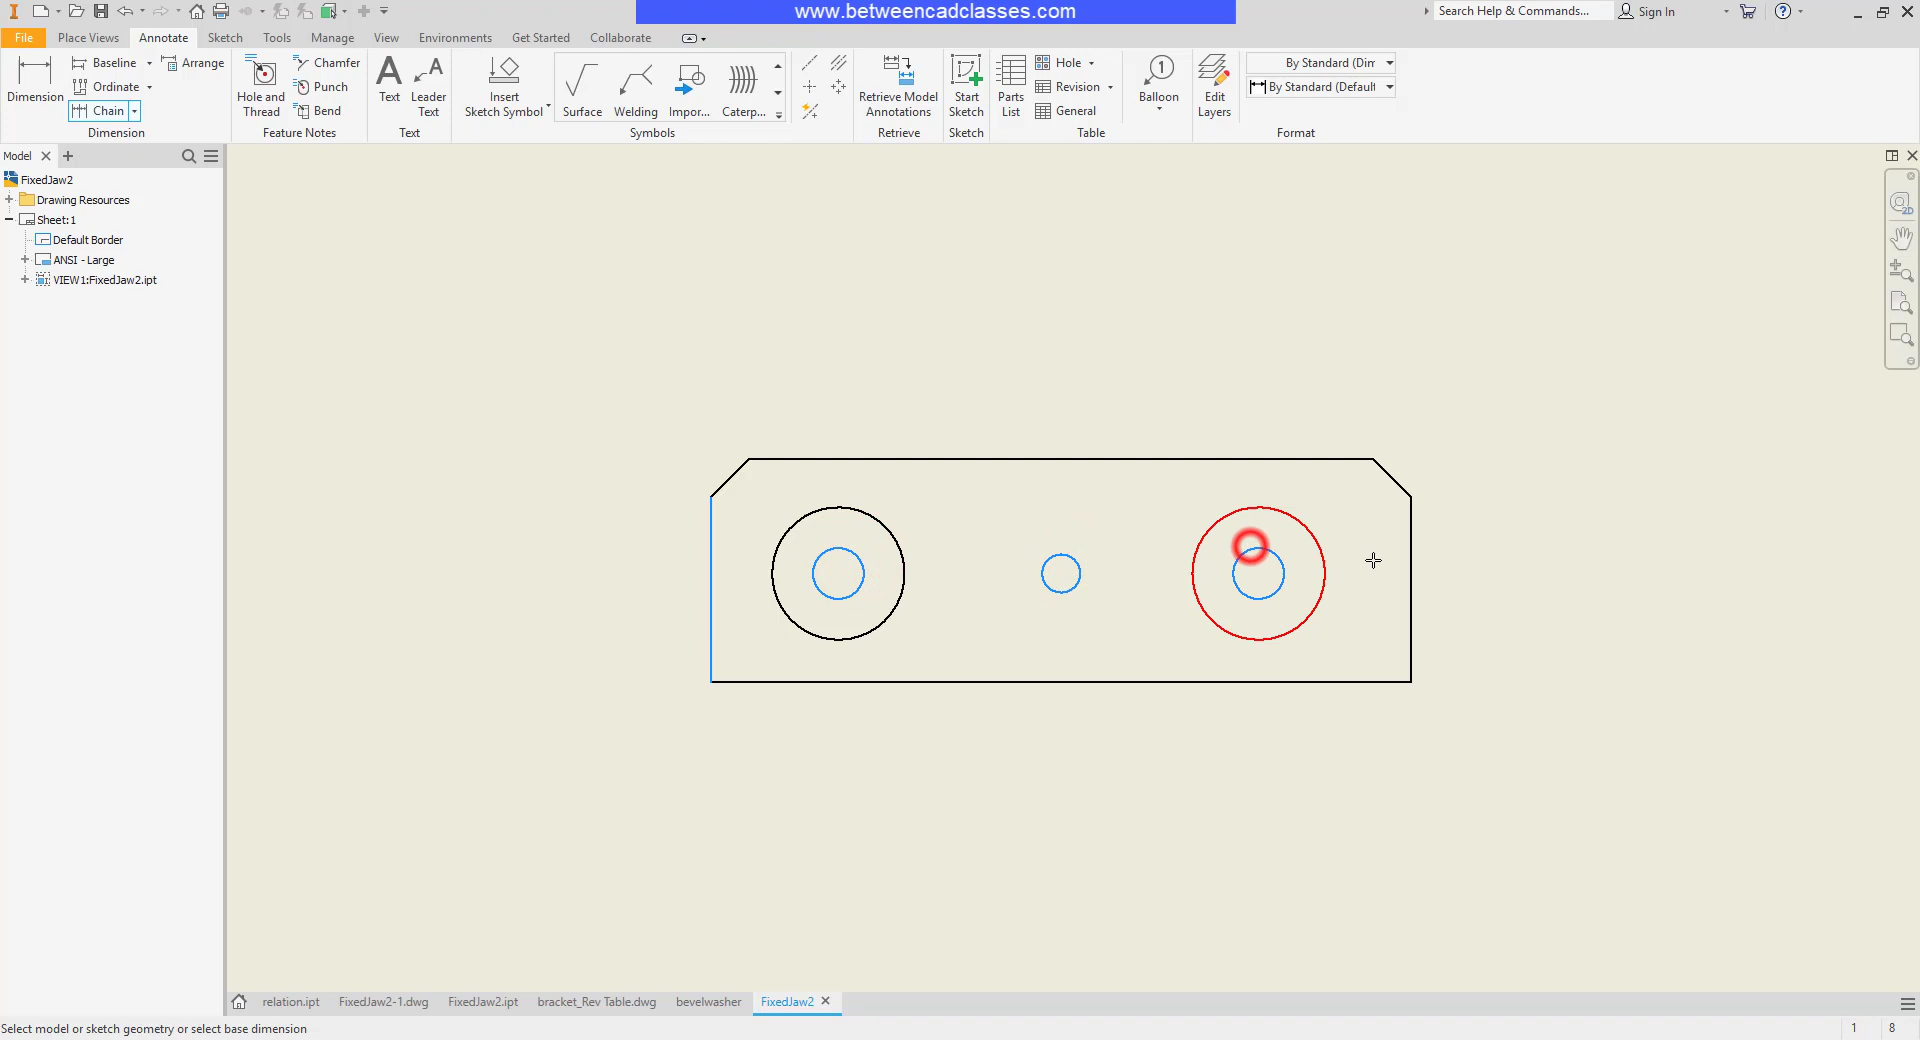 www.betweencadclasses.com
Search Help & Commands...
Sign In
File
Place Views
Annotate
Sketch
Tools
Manage
View
Environments
Get Started
Collaborate
Dimension
Baseline
Ordinate
Chain
Arrange
Dimension
Hole and
Thread
Chamfer
Punch
Bend
Feature Notes
Text
Leader
Text
Text
Insert
Sketch Symbol
Surface
Welding
Impor...
Caterp...
Symbols
Retrieve Model
Annotations
Retrieve
Start
Sketch
Sketch
Parts
List
Hole
Revision
General
Table
1
Balloon
Edit
Layers
By Standard (Dir
By Standard (Default
Format
Model
FixedJaw2
Drawing Resources
Sheet:1
Default Border
ANSI - Large
VIEW1:FixedJaw2.ipt
2D
relation.ipt
FixedJaw2-1.dwg
FixedJaw2.ipt
bracket_Rev Table.dwg
bevelwasher
FixedJaw2
Select model or sketch geometry or select base dimension
1
8